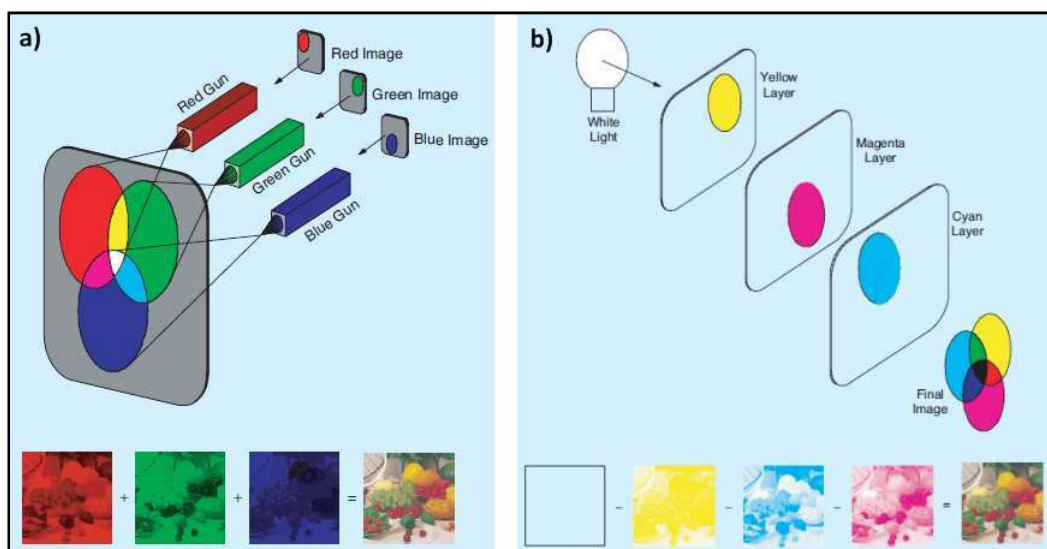 a)
Red Image
Green Image
Blue Image
Red Gun
Green Gun
Blue Gun
+ + =
b)
White
Light
Yellow
Layer
Magenta
Layer
Cyan
Layer
Final
Image
– – – =